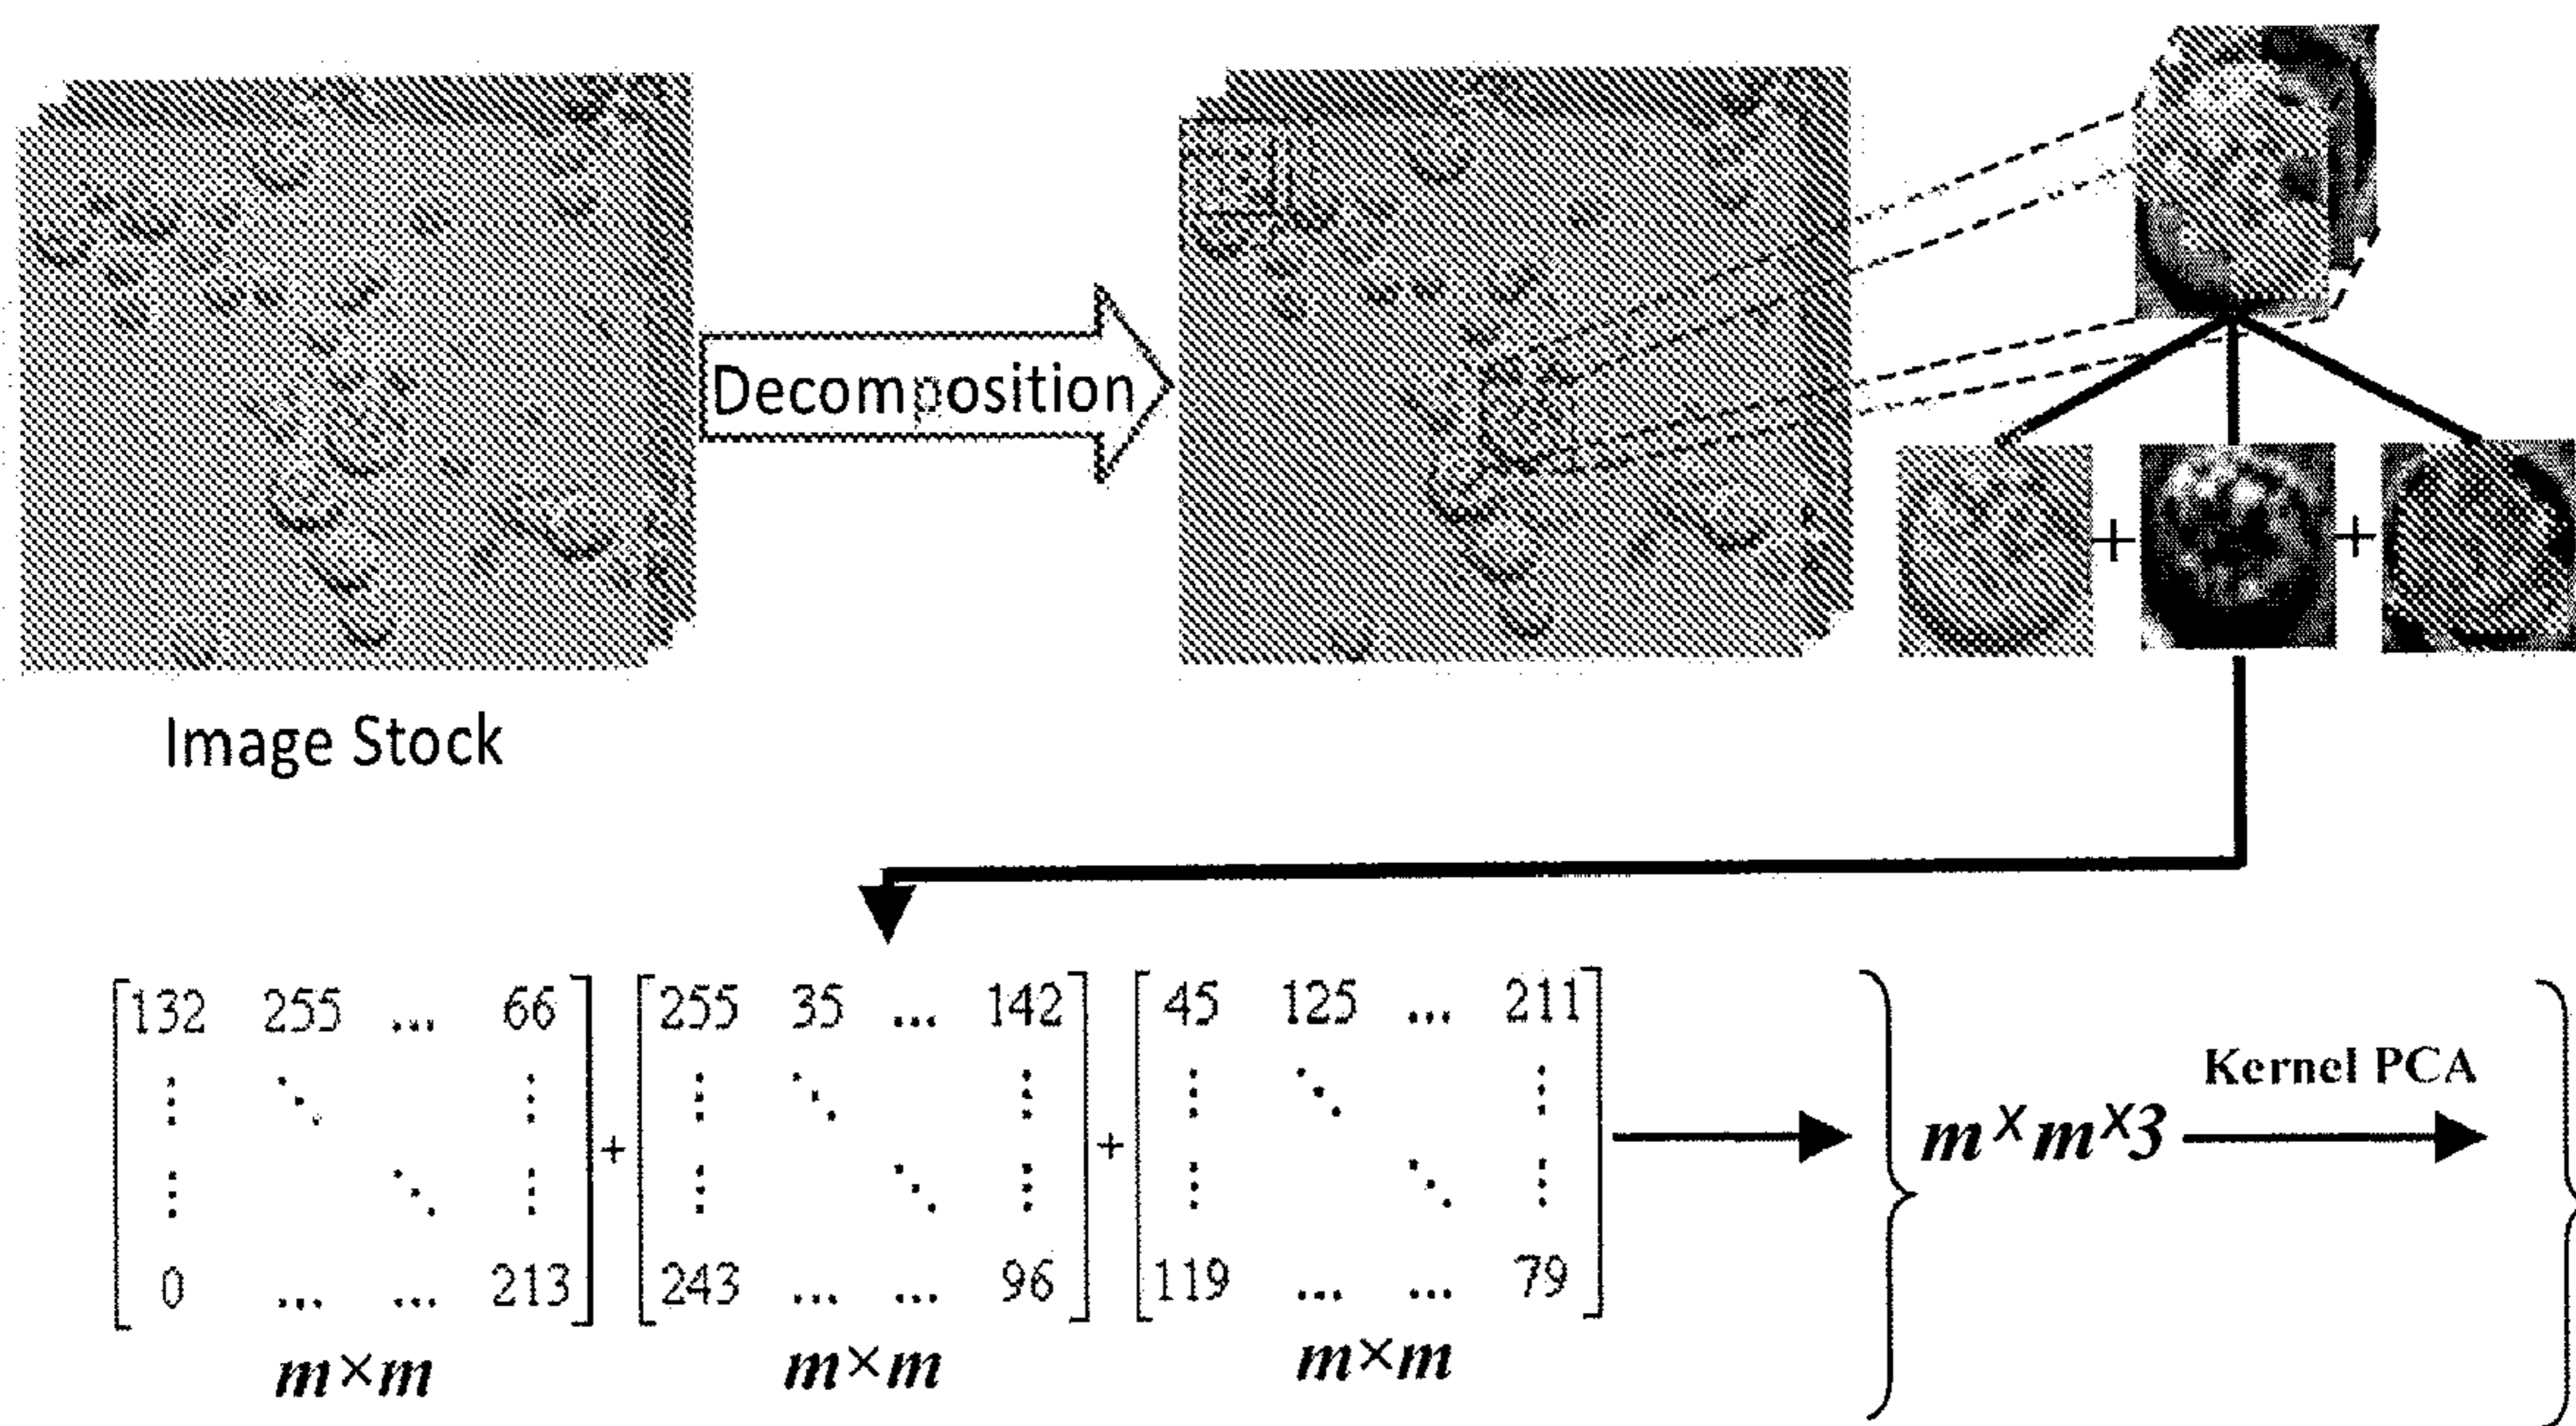 Decomposition
+ +
Image Stock
132 255 ... 66
⋮ ⋱ ⋮
⋮ ⋱ ⋮
0 ... ... 213
m×m
+
255 35 ... 142
⋮ ⋱ ⋮
⋮ ⋱ ⋮
243 ... ... 96
m×m
+
45 125 ... 211
⋮ ⋱ ⋮
⋮ ⋱ ⋮
119 ... ... 79
m×m
m×m×3
Kernel PCA